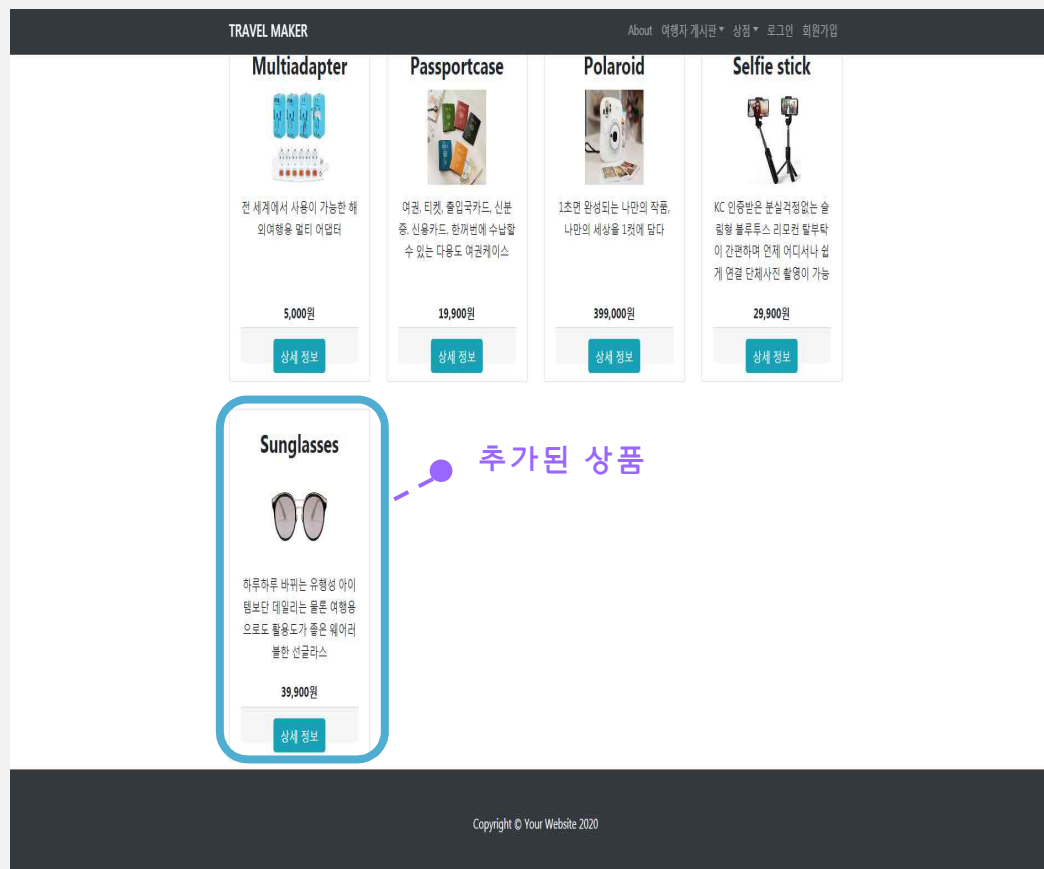 TRAVEL MAKER
About 여행자 게시판 상점 로그인 회원가입
Multiadapter
전 세계에서 사용이 가능한 해
외여행용 멀티 어댑터
5,000원
상세 정보
Passportcase
여권, 티켓, 출입국카드, 신분
증, 신용카드, 한꺼번에 수납할
수 있는 다용도 여권케이스
19,900원
상세 정보
Polaroid
1초면 완성되는 나만의 작품,
나만의 세상을 1컷에 담다
399,000원
상세 정보
Selfie stick
KC 인증받은 분실걱정없는 슬
림형 블루투스 리모컨 탈부탁
이 간편하며 언제 어디서나 쉽
게 연결 단체사진 촬영이 가능
29,900원
상세 정보
Sunglasses
하루하루 바뀌는 유행성 아이
템보단 데일리는 물론 여행용
으로도 활용도가 좋은 웨어러
블한 선글라스
39,900원
상세 정보
추가된 상품
Copyright © Your Website 2020